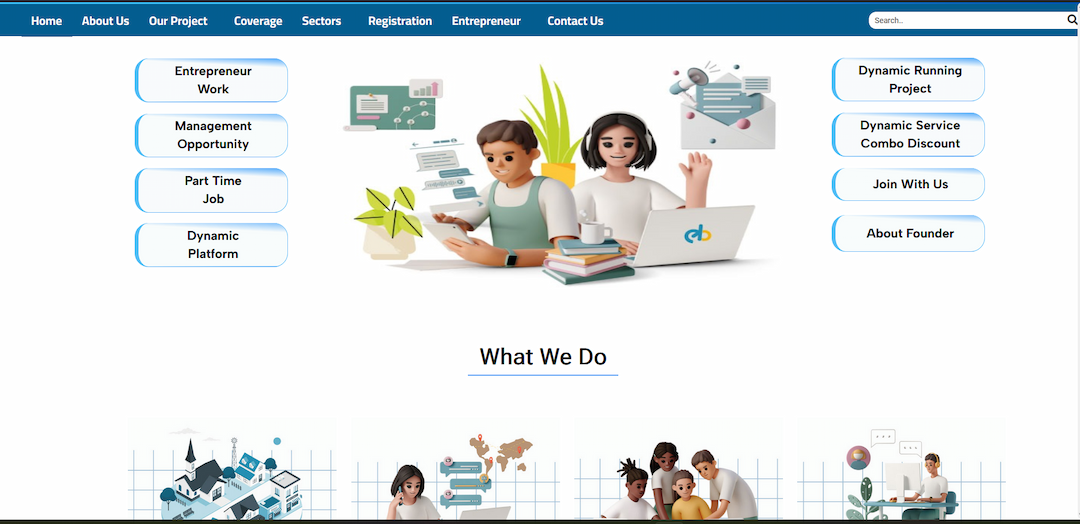 Home About Us Our Project Coverage Sectors Registration Entrepreneur Contact Us Search..
Entrepreneur
Work
Management
Opportunity
Part Time
Job
Dynamic
Platform
eb
Dynamic Running
Project
Dynamic Service
Combo Discount
Join With Us
About Founder
What We Do